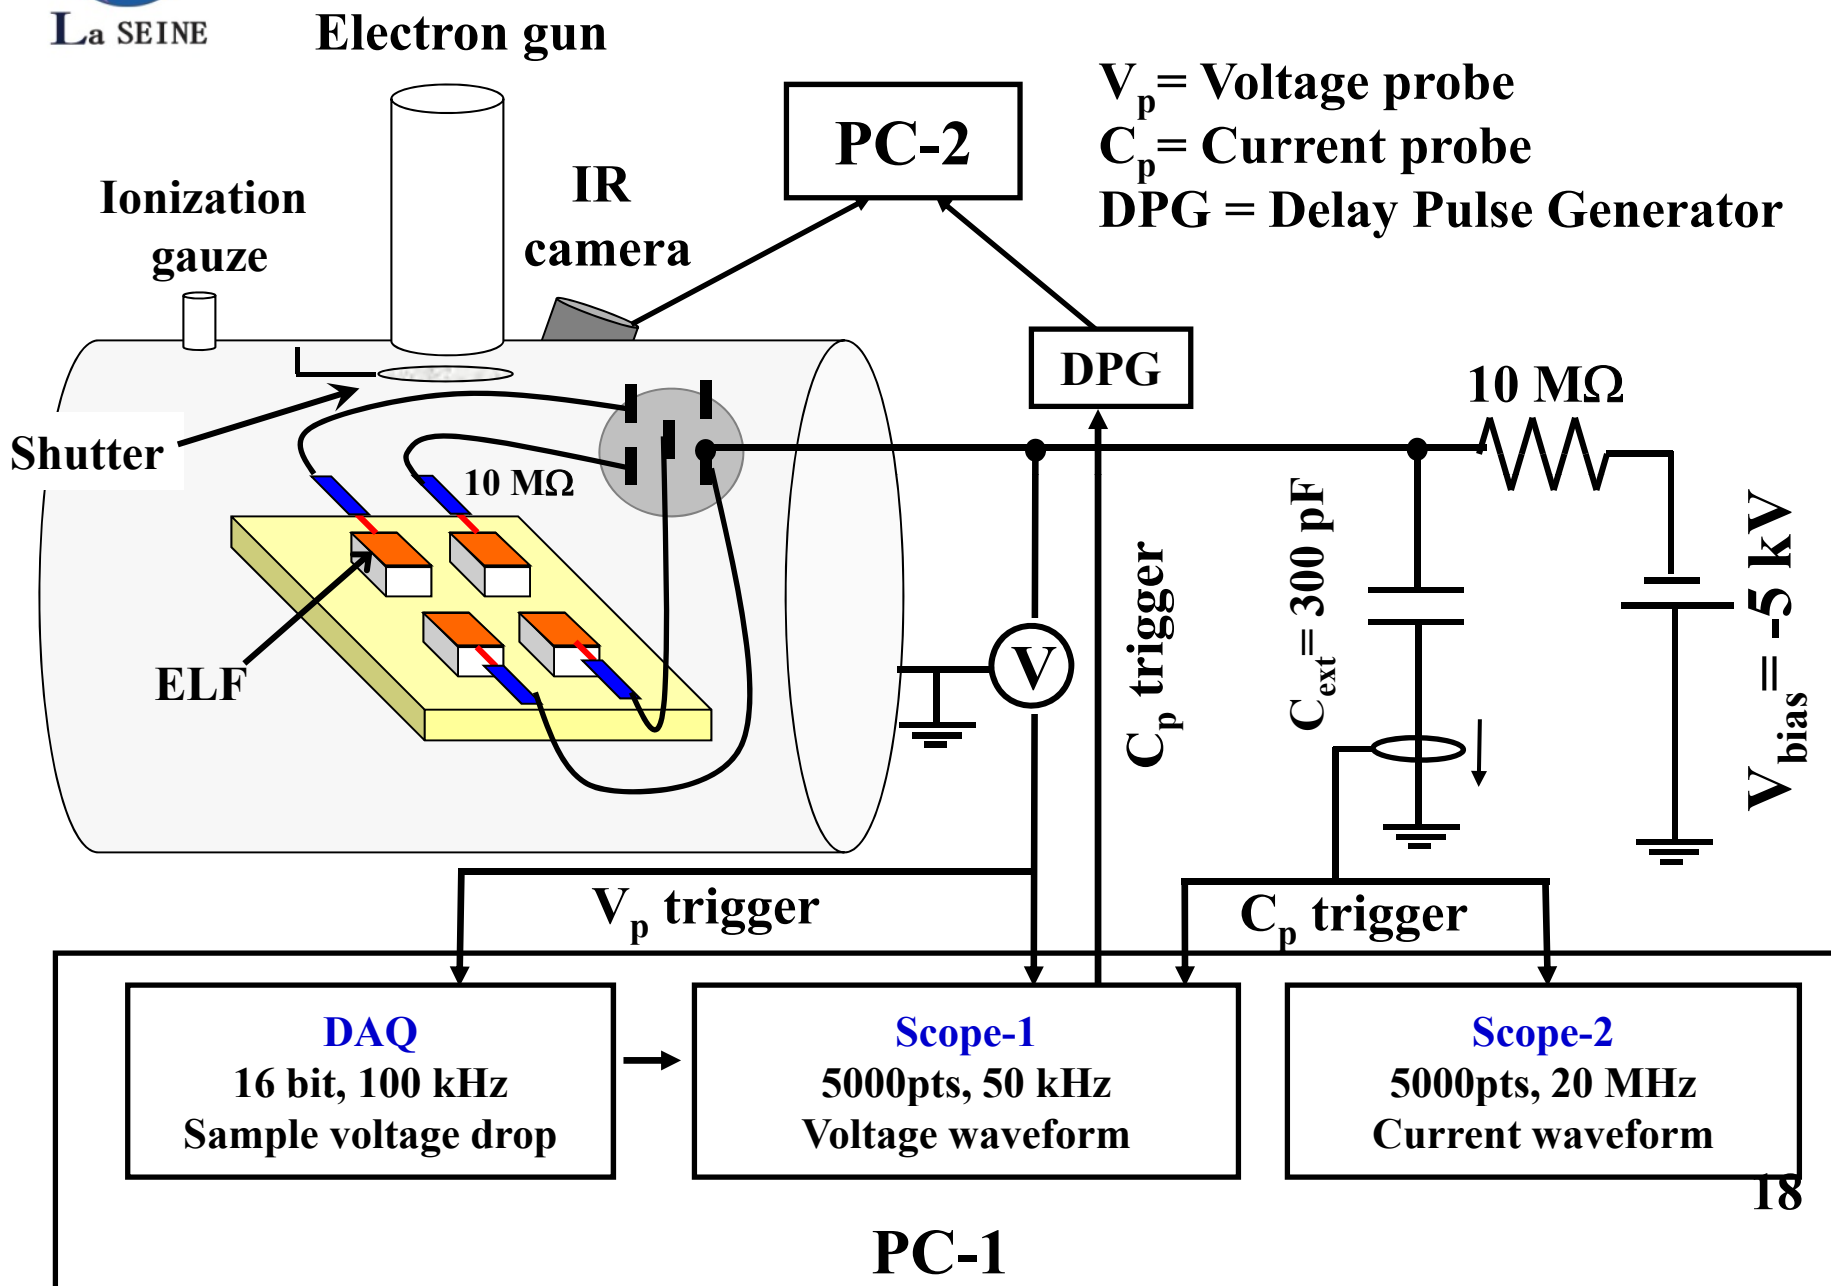 La SEINE
Electron gun
Vp= Voltage probe
Cp= Current probe
DPG = Delay Pulse Generator
PC-2
Ionization
gauze
IR
camera
DPG
10 MΩ
Shutter
10 MΩ
ELF
V
Cp trigger
Cext= 300 pF
Vbias= -5 kV
Vp trigger
Cp trigger
DAQ
16 bit, 100 kHz
Sample voltage drop
Scope-1
5000pts, 50 kHz
Voltage waveform
Scope-2
5000pts, 20 MHz
Current waveform
18
PC-1